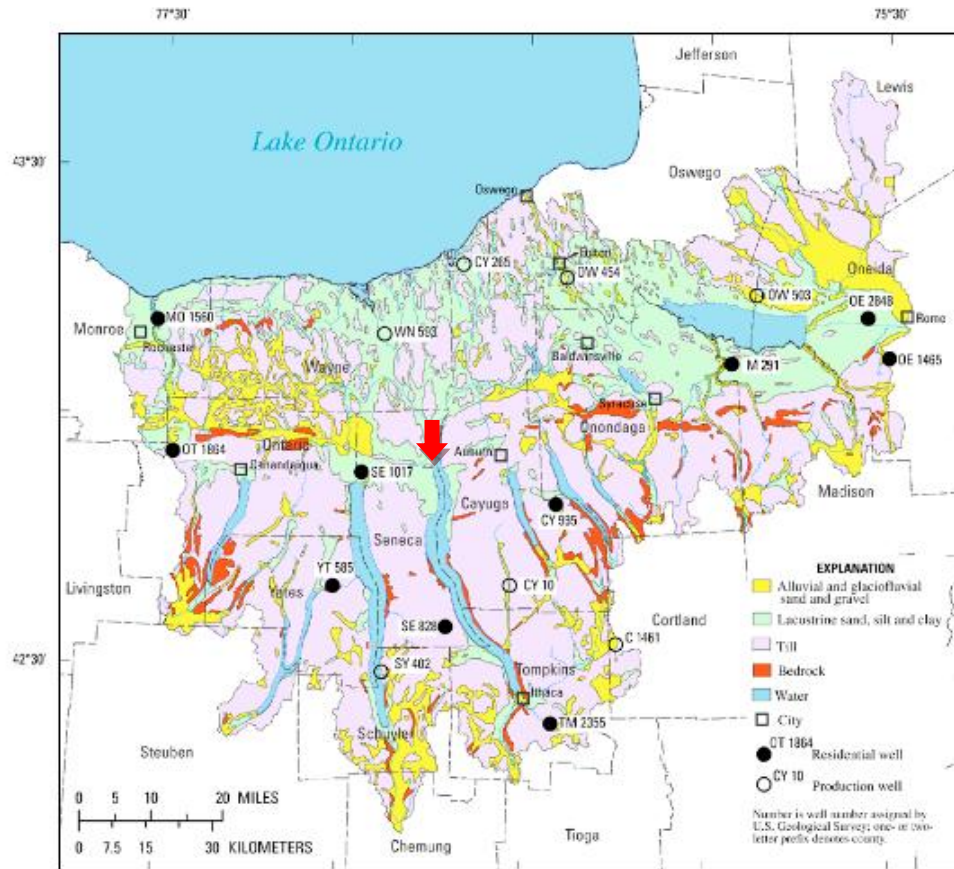 77°30'
75°30'
Jefferson
Lewis
Lake Ontario
43°30'
Oswego
Oswego
CY 265
Fulton
OW 454
Oneida
OW 503
OE 2848
MO 1560
Monroe
Rochester
WN 593
Rome
Baldwinsville
OE 1465
M 291
Wayne
Syracuse
Onondaga
Ontario
OT 1864
Auburn
Canandaigua
SE 1017
Madison
Cayuga
CY 995
Seneca
YT 585
CY 10
Livingston
Yates
Cortland
SE 828
C 1461
42°30'
SY 402
Tompkins
Ithaca
TM 2355
Schuyler
Steuben
Chemung
Tioga
EXPLANATION
Alluvial and glaciofluvial
sand and gravel
Lacustrine sand, silt and clay
Till
Bedrock
Water
City
OT 1864
Residential well
CY 10
Production well
Number is well number assigned by
U.S. Geological Survey; one- or two-
letter prefix denotes county.
0 5 10 20 MILES
0 7.5 15 30 KILOMETERS